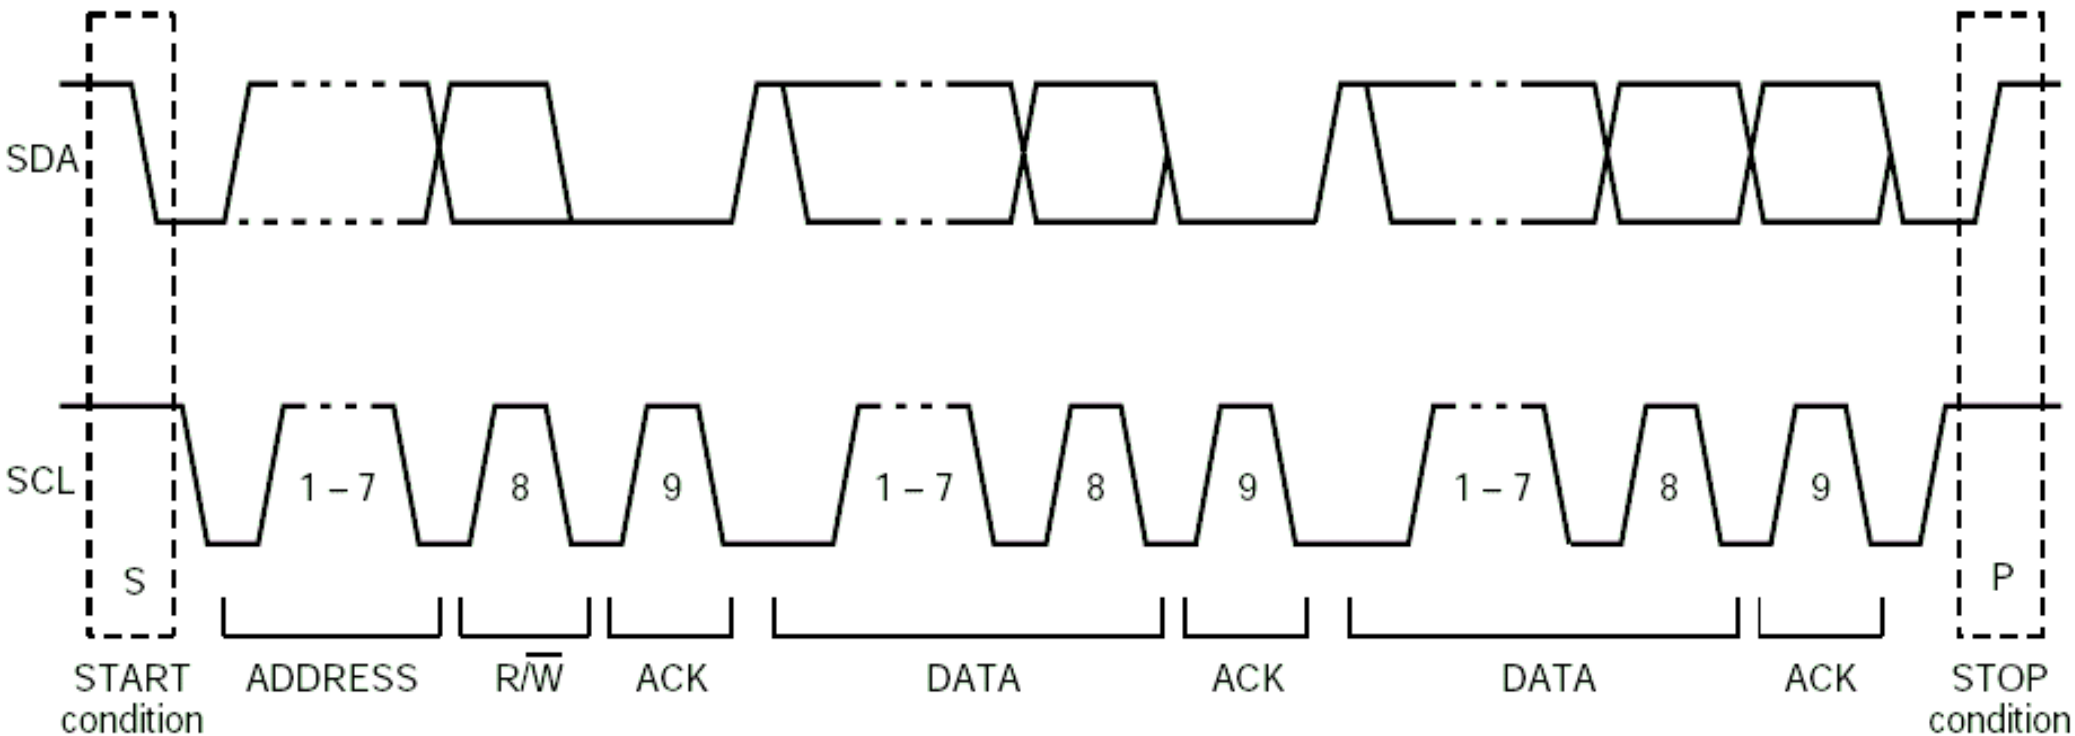 SDA
SCL
1 – 7
8
9
1 – 7
8
9
1 – 7
8
9
S
P
START condition
ADDRESS
R/W̅
ACK
DATA
ACK
DATA
ACK
STOP condition